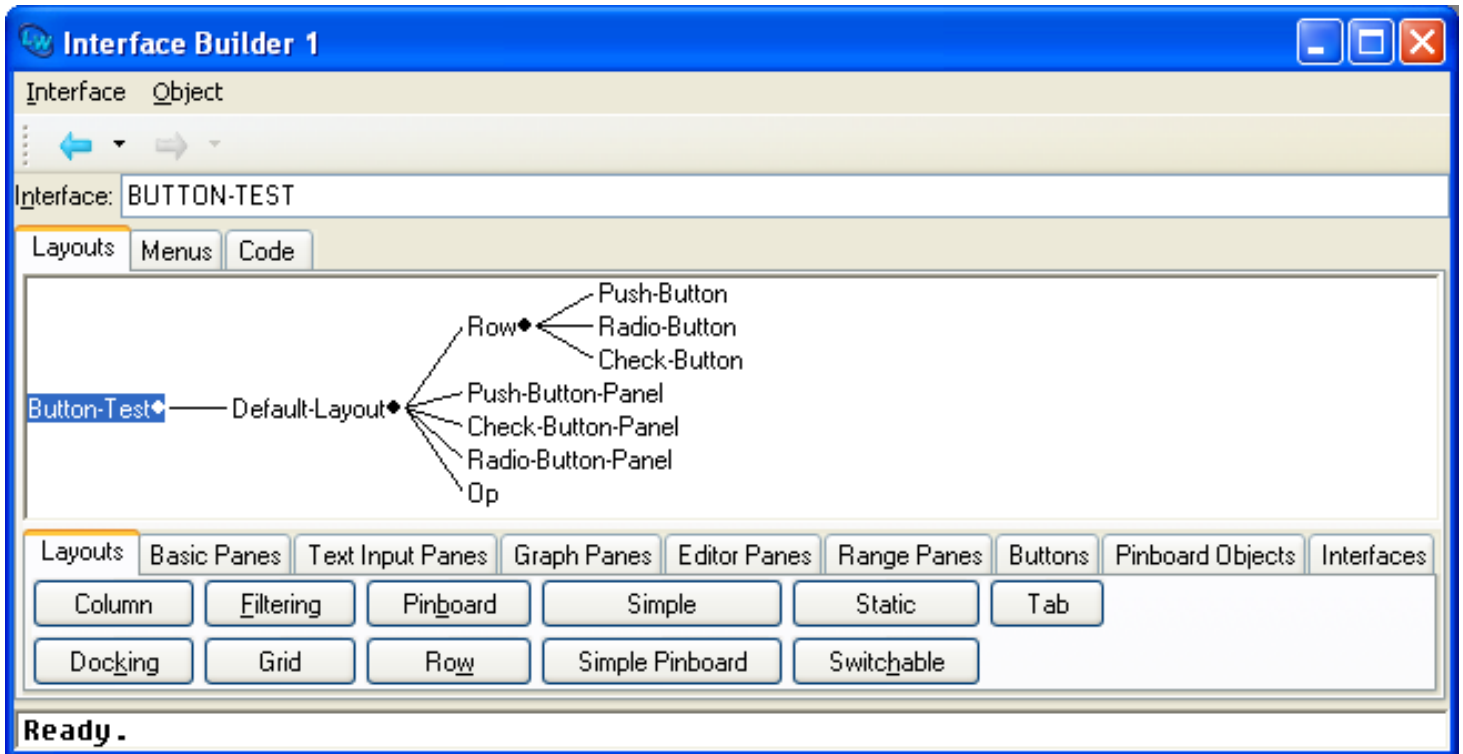 LW Interface Builder 1
Interface Object
Interface: BUTTON-TEST
Layouts Menus Code
Push-Button
Row Radio-Button
Check-Button
Push-Button-Panel
Button-Test Default-Layout
Check-Button-Panel
Radio-Button-Panel
Op
Layouts Basic Panes Text Input Panes Graph Panes Editor Panes Range Panes Buttons Pinboard Objects Interfaces
Column Filtering Pinboard Simple Static Tab
Docking Grid Row Simple Pinboard Switchable
Ready.